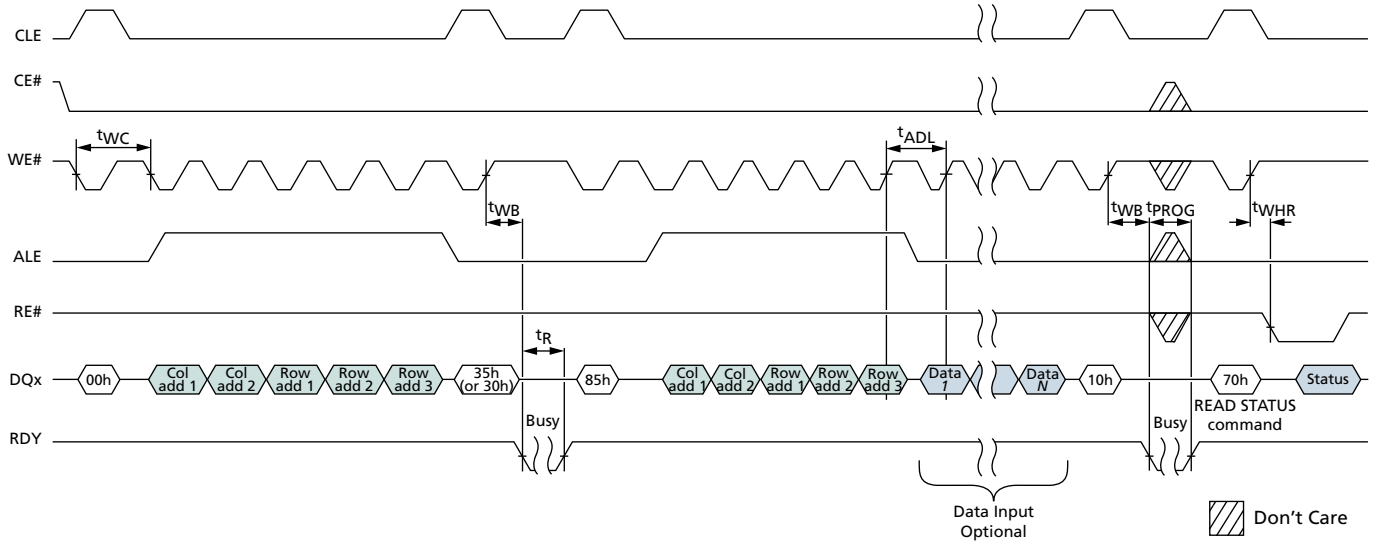 CLE
CE#
tWC
tADL
WE#
tWB
tWB
tPROG
tWHR
ALE
RE#
tR
DQx
00h
Col
add 1
Col
add 2
Row
add 1
Row
add 2
Row
add 3
35h
(or 30h)
85h
Col
add 1
Col
add 2
Row
add 1
Row
add 2
Row
add 3
Data
1
Data
N
10h
70h
Status
READ STATUS
command
Busy
Busy
RDY
Data Input
Optional
Don't Care